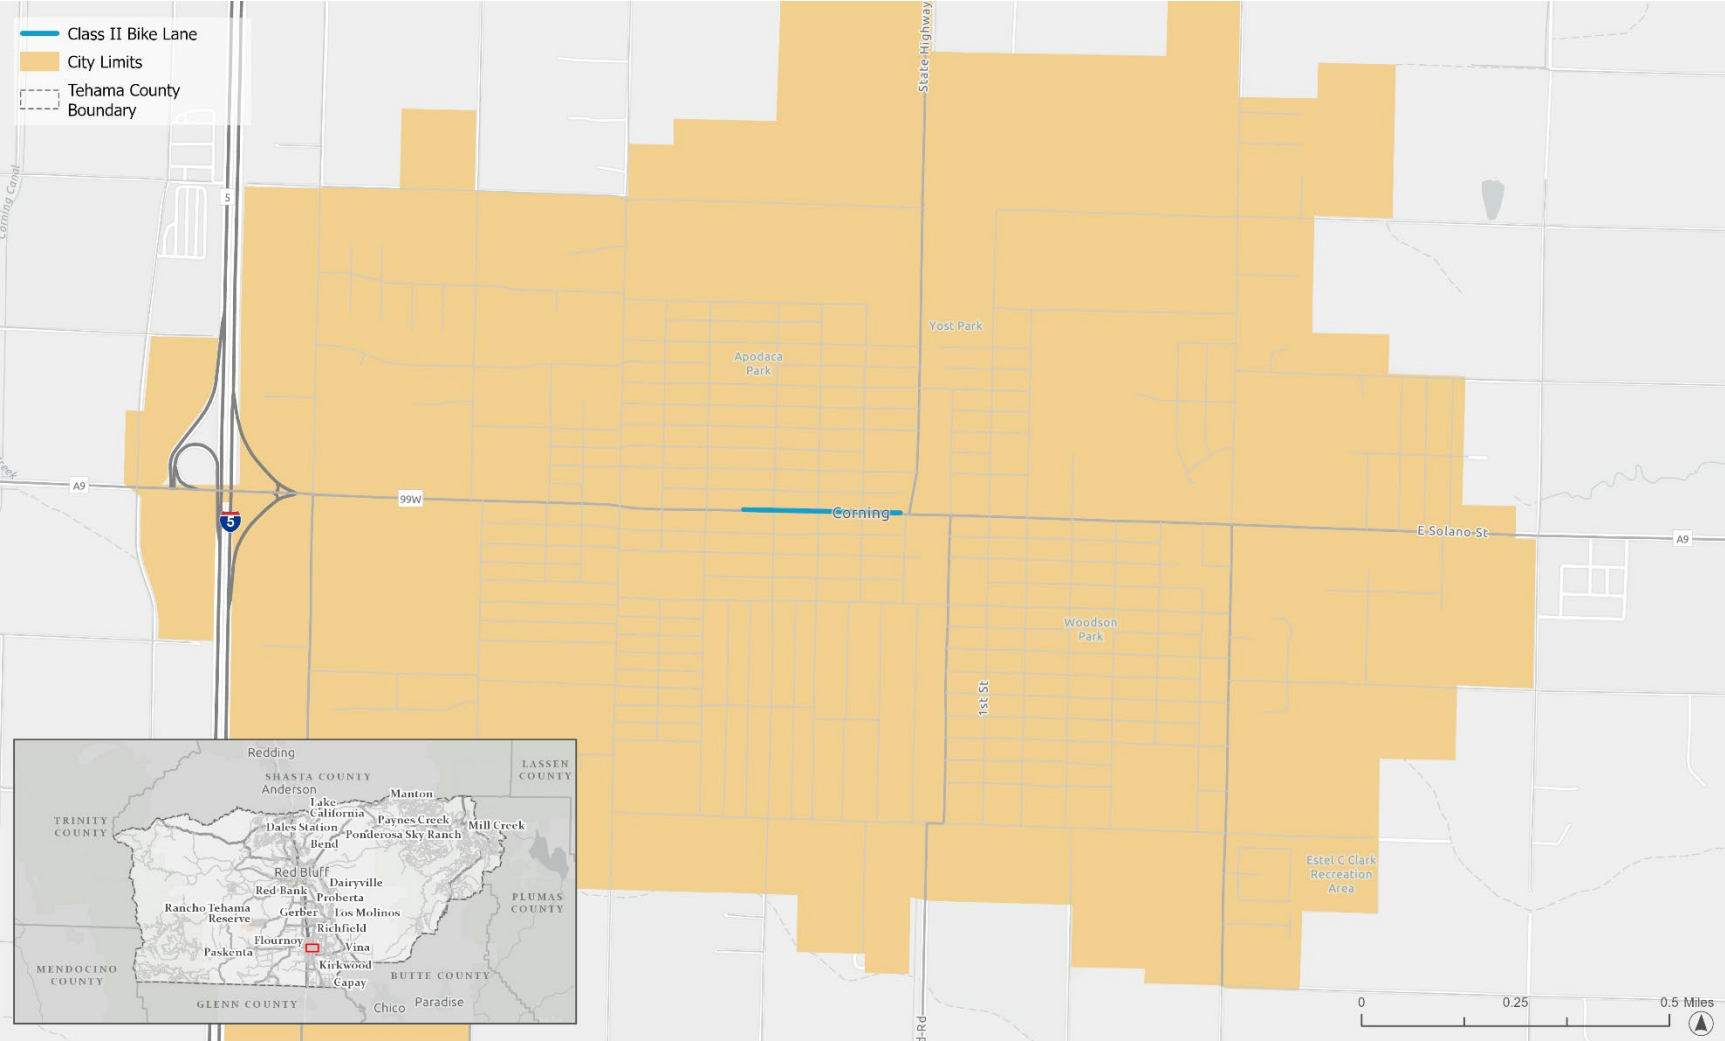 Class II Bike Lane
City Limits
Tehama County
Boundary
State Highway
Corning Canal
5
Yost Park
Apodaca
Park
A9
99W
5
Corning
E Solano St
A9
Woodson
Park
1st St
Estel C Clark
Recreation
Area
Redding
SHASTA COUNTY
Anderson
LASSEN
COUNTY
TRINITY
COUNTY
Lake
California
Manton
Dales Station
Paynes Creek
Mill Creek
Ponderosa Sky Ranch
Bend
Red Bluff
Red Bank
Dairyville
Proberta
PLUMAS
COUNTY
Rancho Tehama
Reserve
Gerber
Los Molinos
Richfield
Flournoy
Vina
Paskenta
Kirkwood
MENDOCINO
COUNTY
BUTTE COUNTY
Capay
GLENN COUNTY
Chico
Paradise
0 0.25 0.5 Miles